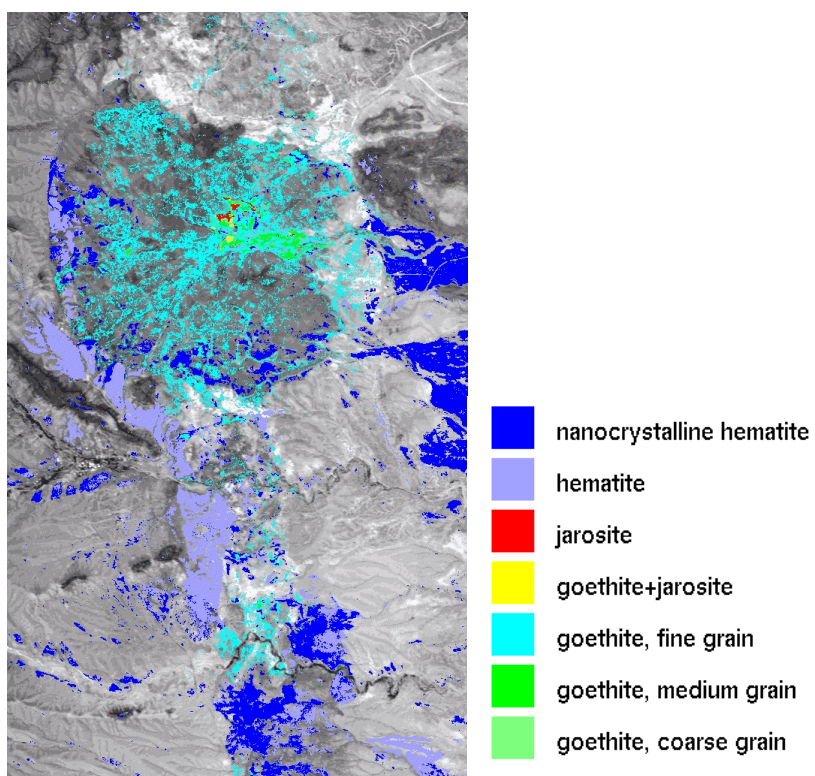 nanocrystalline hematite
hematite
jarosite
goethite+jarosite
goethite, fine grain
goethite, medium grain
goethite, coarse grain